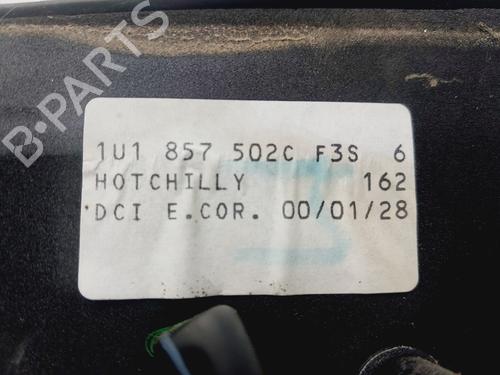 B-PARTS
1U1 857 502C F3S 6
HOTCHILLY 162
DCI E.COR. 00/01/28